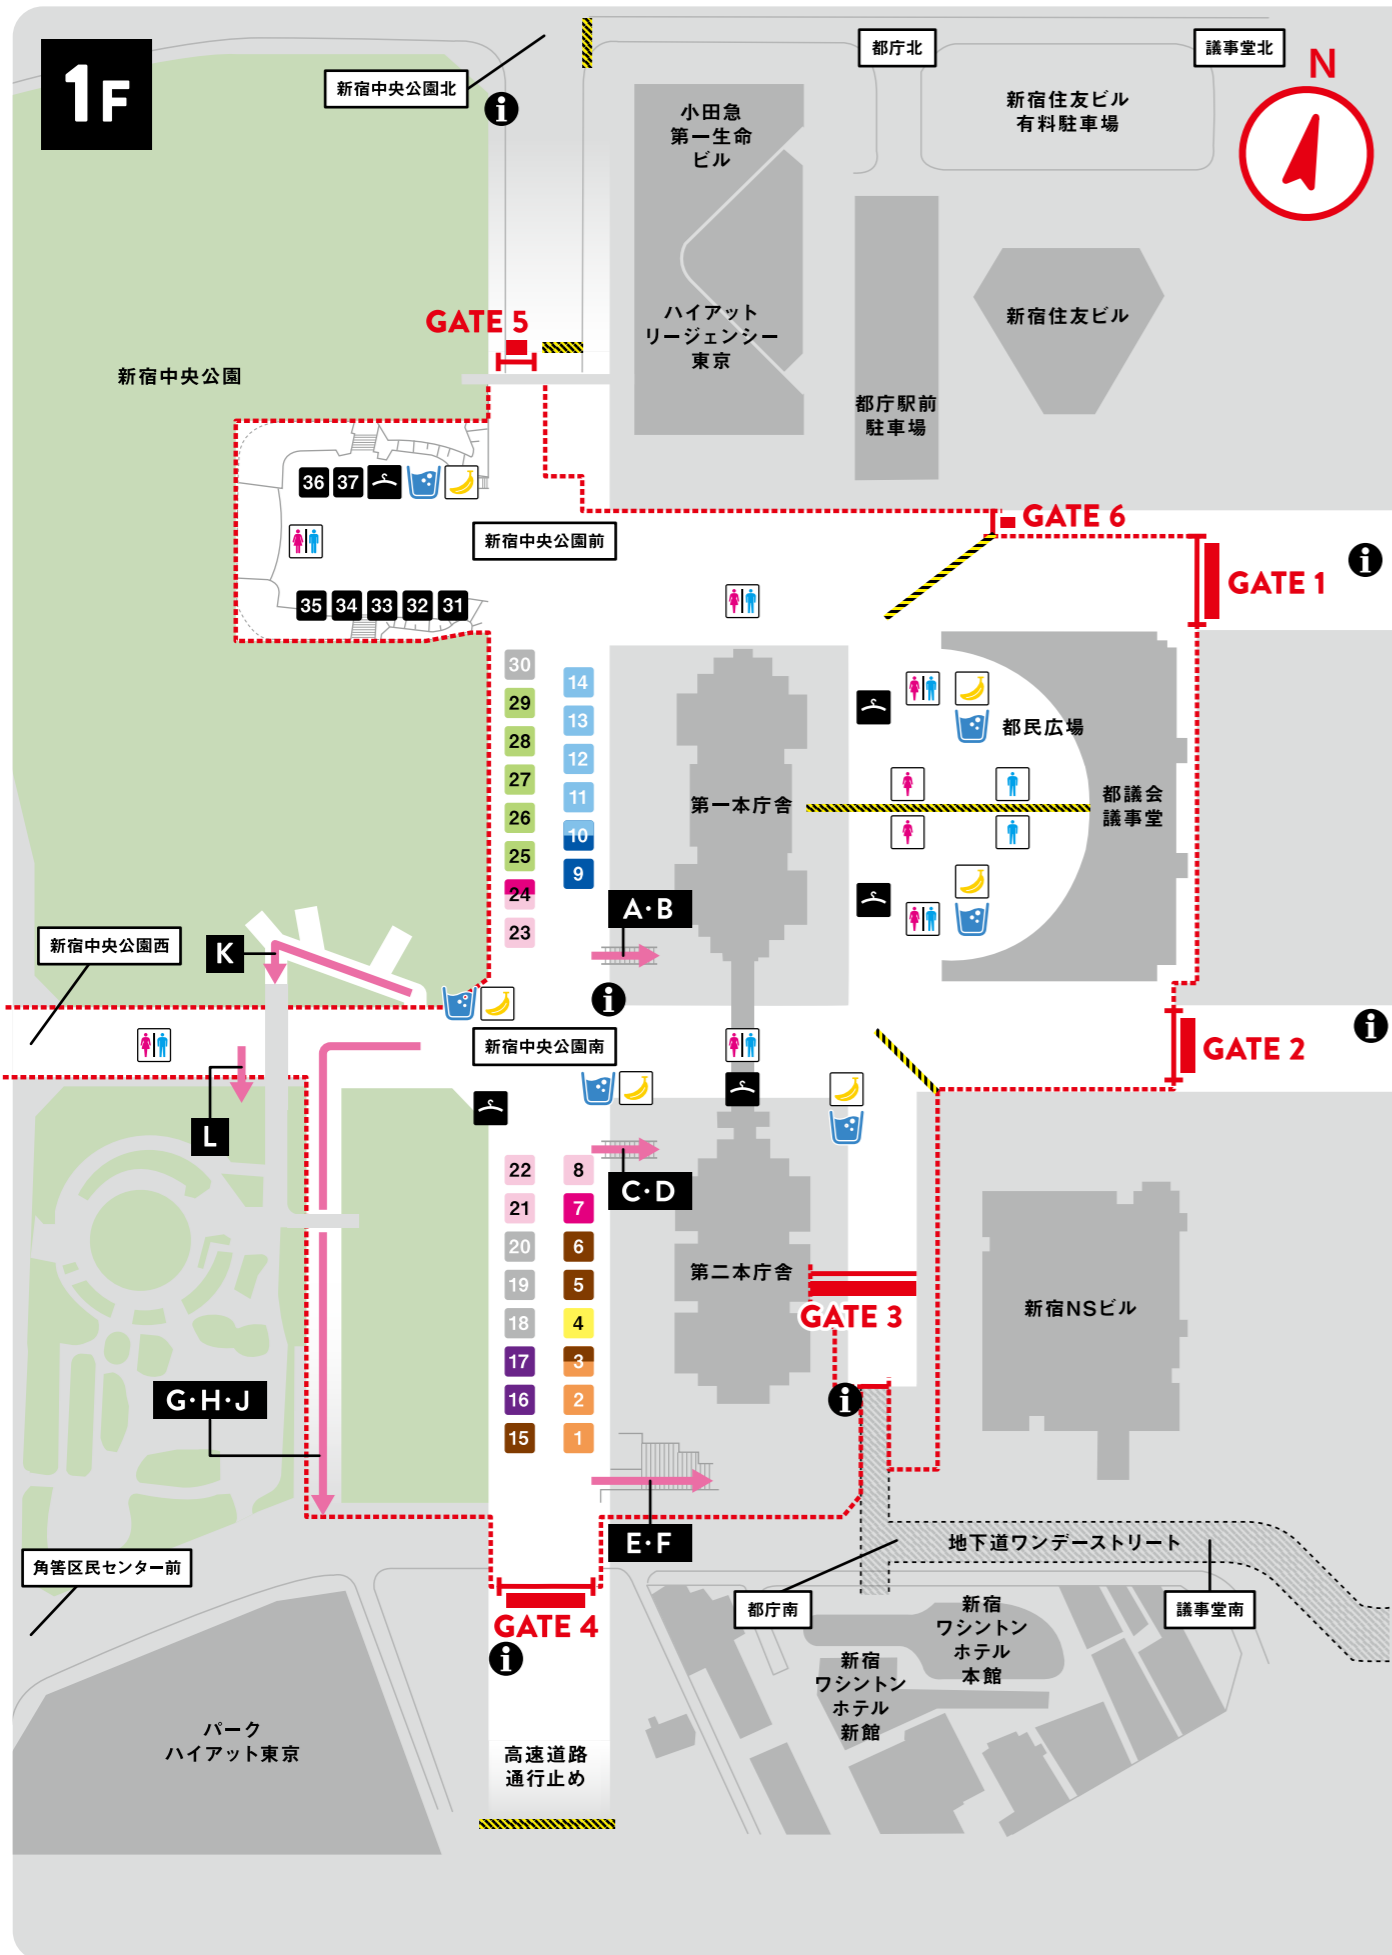 1F
新宿中央公園北
都庁北
議事堂北
N
小田急
第一生命
ビル
新宿住友ビル
有料駐車場
ハイアット
リージェンシー
東京
新宿住友ビル
GATE 5
新宿中央公園
都庁駅前
駐車場
36
37
新宿中央公園前
GATE 6
GATE 1
35
34
33
32
31
30
29
28
27
26
25
24
23
14
13
12
11
10
9
都民広場
第一本庁舎
都議会
議事堂
A・B
新宿中央公園西
K
新宿中央公園南
GATE 2
L
C・D
22
21
20
19
18
17
16
15
8
7
6
5
4
3
2
1
第二本庁舎
GATE 3
新宿NSビル
G・H・J
E・F
地下道ワンデーストリート
角筈区民センター前
GATE 4
都庁南
議事堂南
新宿
ワシントン
ホテル
本館
新宿
ワシントン
ホテル
新館
パーク
ハイアット東京
高速道路
通行止め